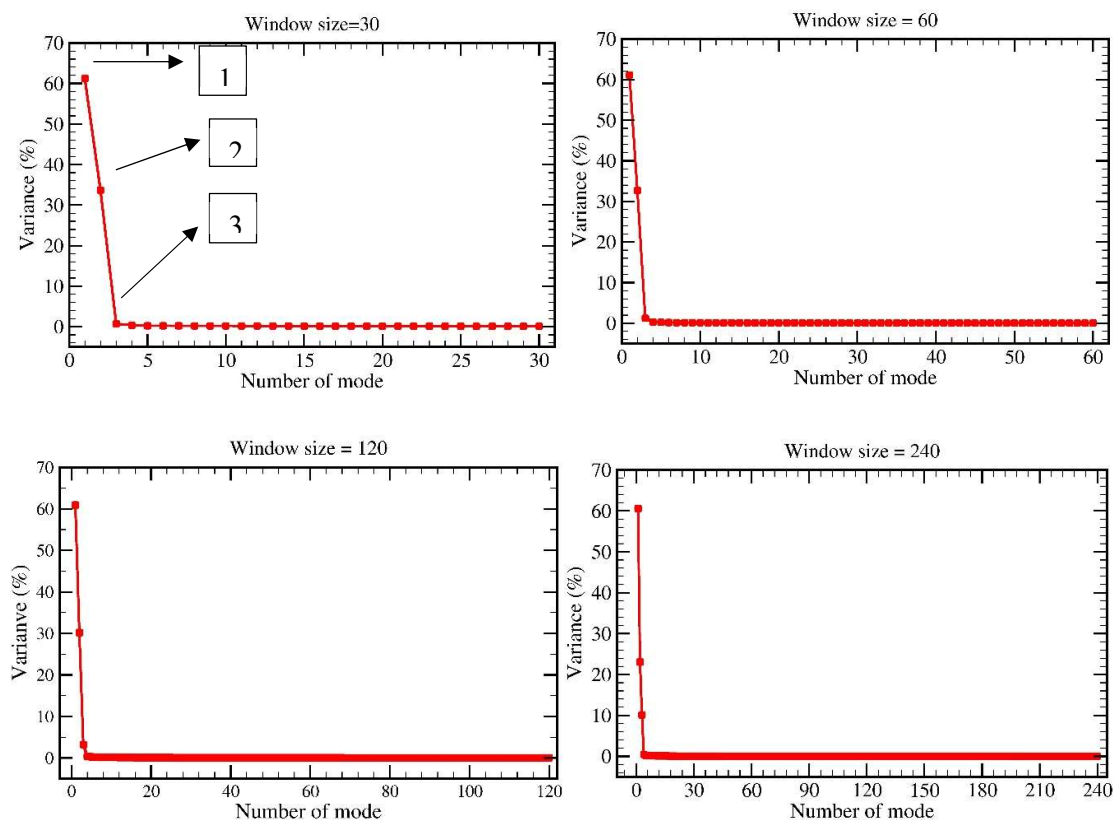 Window size=30
70
60
50
40
30
20
10
0
Variance (%)
0 5 10 15 20 25 30
Number of mode
1
2
3
Window size = 60
70
60
50
40
30
20
10
0
Variance (%)
0 10 20 30 40 50 60
Number of mode
Window size = 120
70
60
50
40
30
20
10
0
Varianve (%)
0 20 40 60 80 100 120
Number of mode
Window size = 240
70
60
50
40
30
20
10
0
Variance (%)
0 30 60 90 120 150 180 210 240
Number of mode